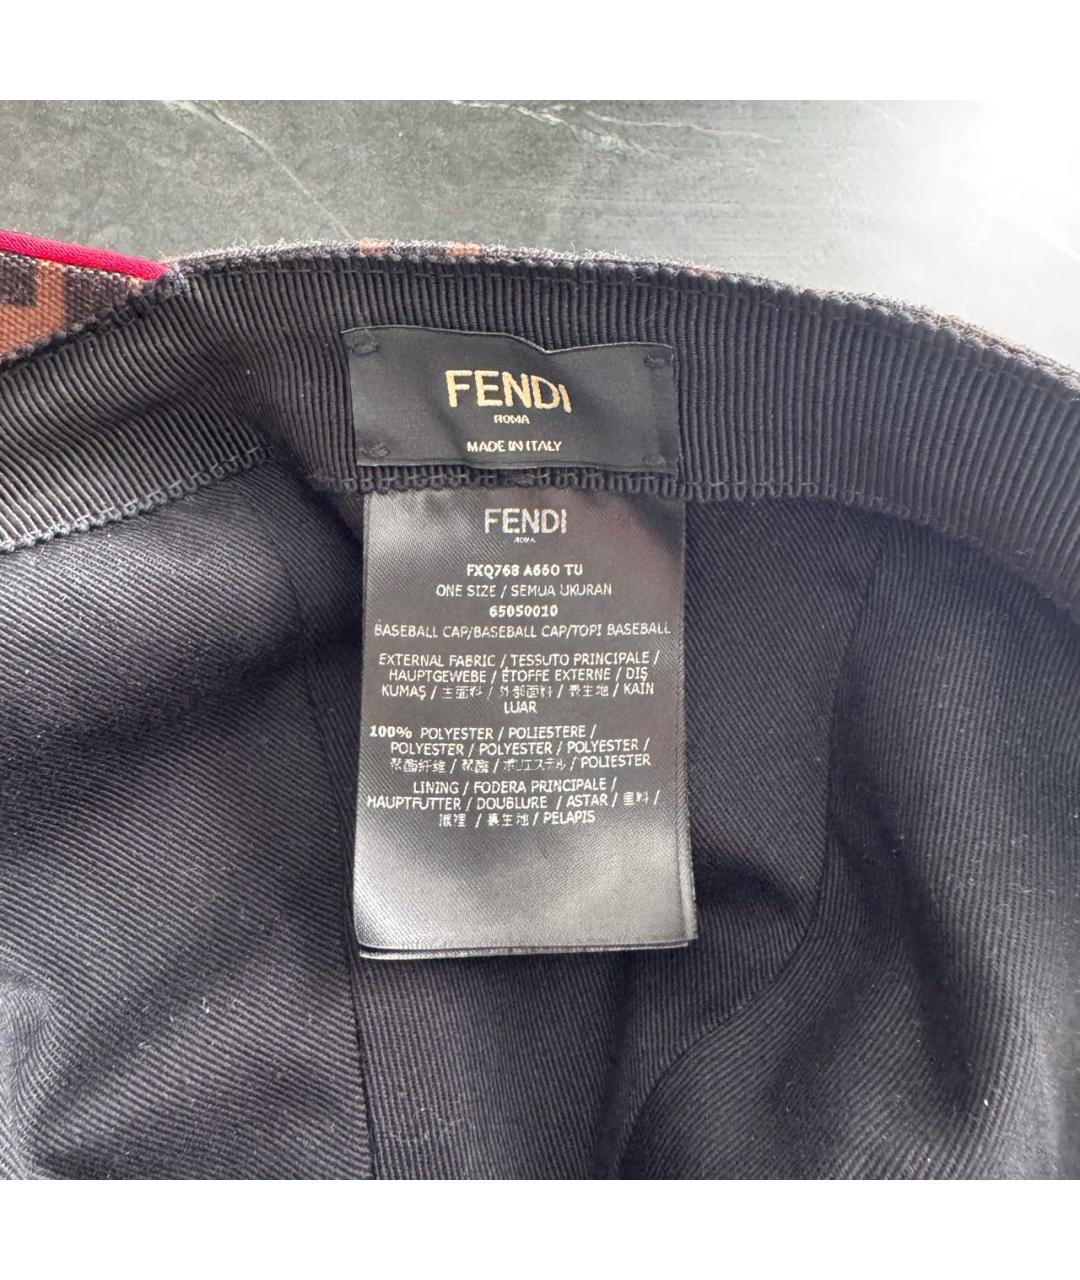 FENDI
ROMA
MADE IN ITALY
FENDI
ROMA
FXQ768 A660 TU
ONE SIZE / SEMUA UKURAN
65050010
BASEBALL CAP/BASEBALL CAP/TOPI BASEBALL
EXTERNAL FABRIC / TESSUTO PRINCIPALE /
HAUPTGEWEBE / ÉTOFFE EXTERNE / DIŞ
KUMAŞ / 主面料 / 外部面料 / 表生地 / KAIN
LUAR
100% POLYESTER / POLIESTERE /
POLYESTER / POLYESTER / POLYESTER /
聚酯纤维 / 聚酯 / ポリエステル / POLIESTER
LINING / FODERA PRINCIPALE /
HAUPTFUTTER / DOUBLURE / ASTAR / 里料 /
襯裡 / 裏生地 / PELAPIS